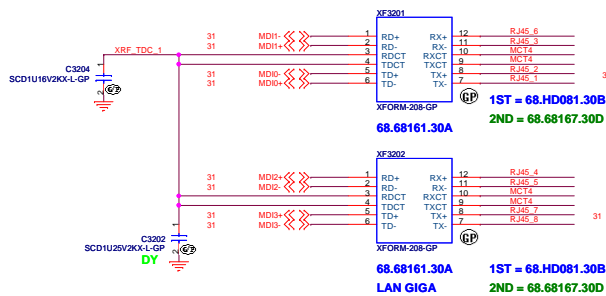 XF3201
31 MDI1- 1 RD+ RX+ 12 RJ45_6
31 MDI1+ 2 RD- RX- 11 RJ45_3
XRF_TDC_1 3 RDCT RXCT 10 MCT4
4 TDCT TXCT 9 MCT4
31 MDI0- 5 TD+ TX+ 8 RJ45_2
31 MDI0+ 6 TD- TX- 7 RJ45_1
3
C3204
SCD1U16V2KX-L-GP
1
2
GP
XFORM-208-GP
GP
1ST = 68.HD081.30B
68.68161.30A
2ND = 68.68167.30D
XF3202
31 MDI2+ 1 RD+ RX+ 12 RJ45_4
31 MDI2- 2 RD- RX- 11 RJ45_5
3 RDCT RXCT 10 MCT4
4 TDCT TXCT 9 MCT4
31 MDI3+ 5 TD+ TX+ 8 RJ45_7
31 MDI3- 6 TD- TX- 7 RJ45_8
31
C3202
SCD1U25V2KX-L-GP
1
2
GP
DY
XFORM-208-GP
GP
68.68161.30A
1ST = 68.HD081.30B
LAN GIGA
2ND = 68.68167.30D